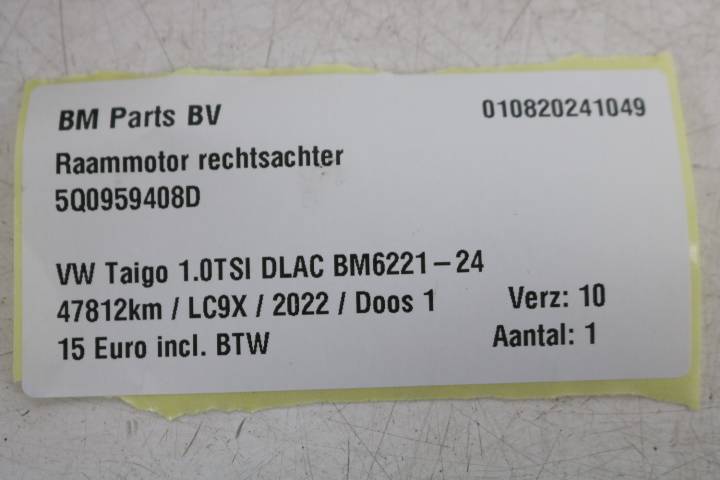 BM Parts BV 010820241049
Raammotor rechtsachter
5Q0959408D
VW Taigo 1.0TSI DLAC BM6221-24
47812km / LC9X / 2022 / Doos 1 Verz: 10
15 Euro incl. BTW Aantal: 1